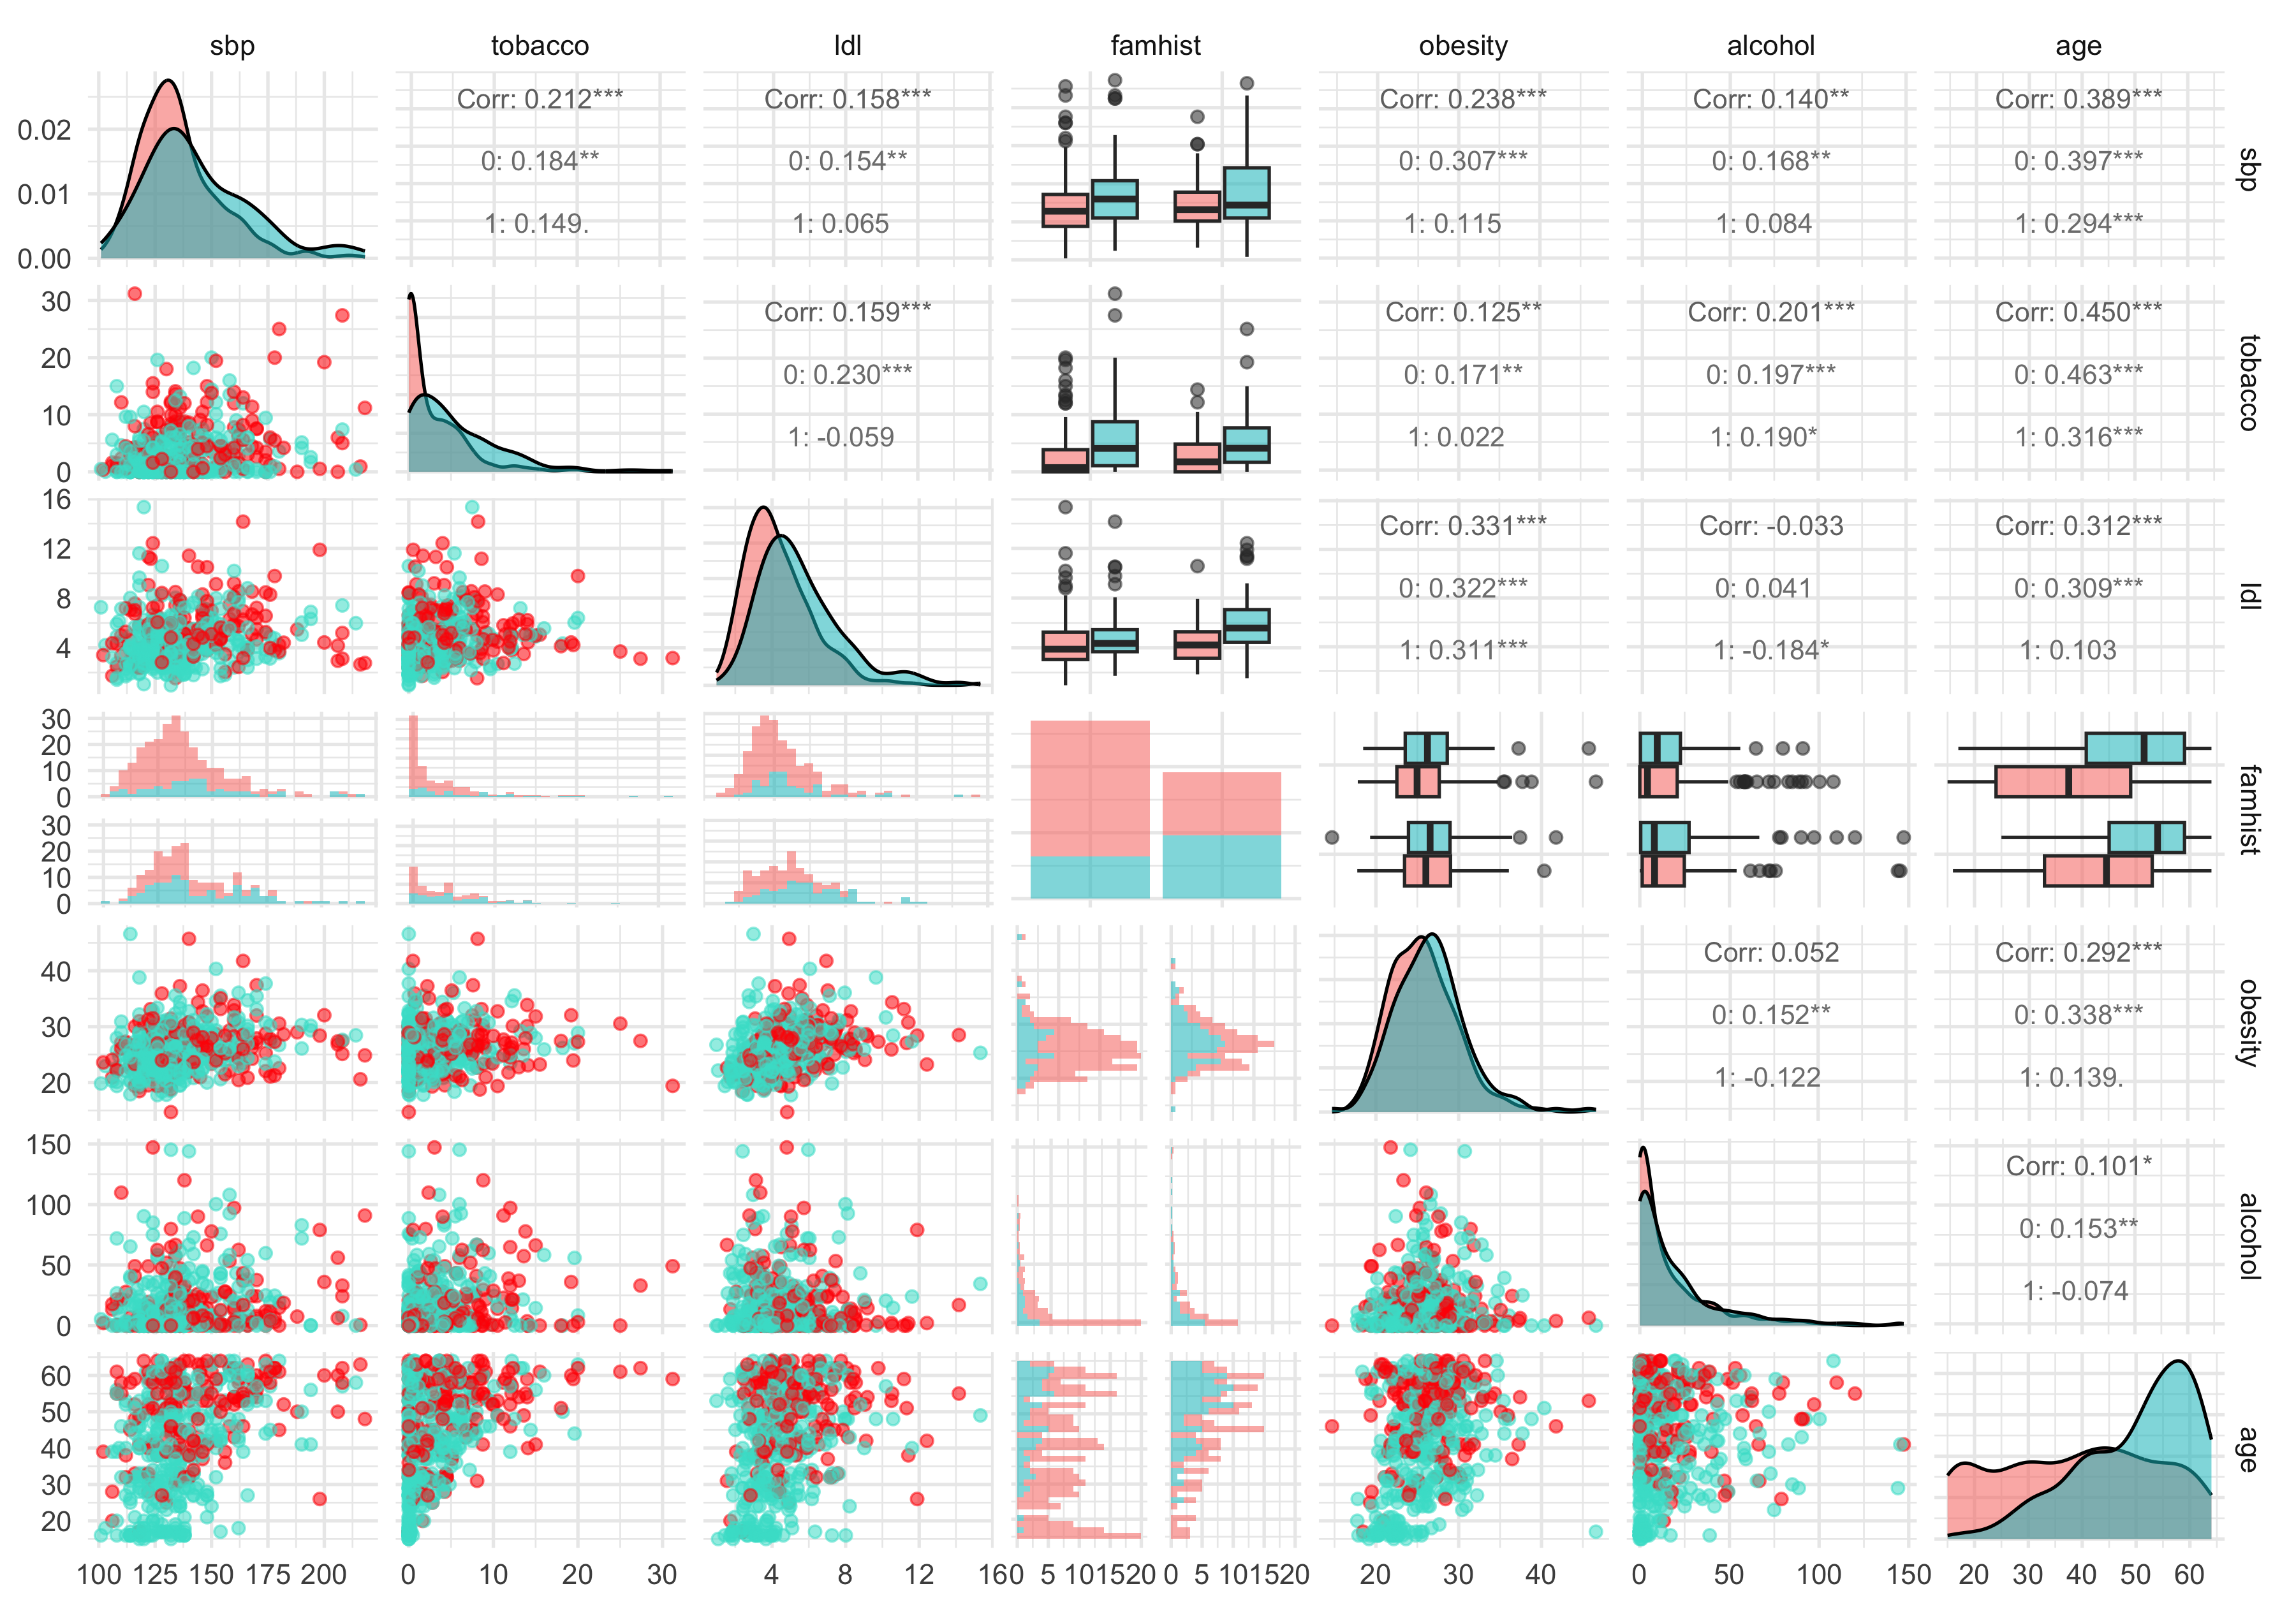 sbp tobacco ldl famhist obesity alcohol age
0.02
0.01
0.00
Corr: 0.212***
0: 0.184**
1: 0.149.
Corr: 0.158***
0: 0.154**
1: 0.065
Corr: 0.238***
0: 0.307***
1: 0.115
Corr: 0.140**
0: 0.168**
1: 0.084
Corr: 0.389***
0: 0.397***
1: 0.294***
sbp
30
20
10
0
Corr: 0.159***
0: 0.230***
1: -0.059
Corr: 0.125**
0: 0.171**
1: 0.022
Corr: 0.201***
0: 0.197***
1: 0.190*
Corr: 0.450***
0: 0.463***
1: 0.316***
tobacco
16
12
8
4
Corr: 0.331***
0: 0.322***
1: 0.311***
Corr: -0.033
0: 0.041
1: -0.184*
Corr: 0.312***
0: 0.309***
1: 0.103
ldl
30
20
10
0
30
20
10
0
famhist
40
30
20
Corr: 0.052
0: 0.152**
1: -0.122
Corr: 0.292***
0: 0.338***
1: 0.139.
obesity
150
100
50
0
Corr: 0.101*
0: 0.153**
1: -0.074
alcohol
60
50
40
30
20
age
100 125 150 175 200 0 10 20 30 4 8 12 16 0 5 10 15 20 0 5 10 15 20 20 30 40 0 50 100 150 20 30 40 50 60